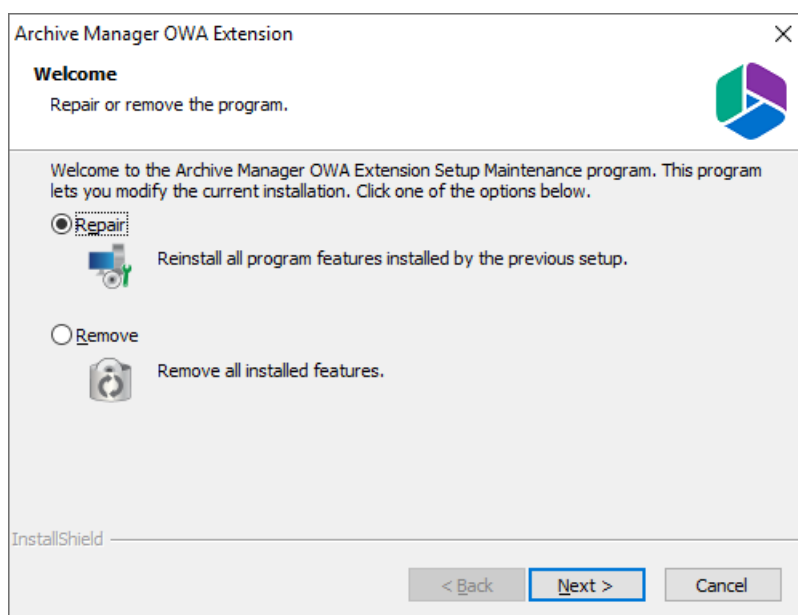 Archive Manager OWA Extension
Welcome
Repair or remove the program.
Welcome to the Archive Manager OWA Extension Setup Maintenance program. This program
lets you modify the current installation. Click one of the options below.
Repair
Reinstall all program features installed by the previous setup.
Remove
Remove all installed features.
InstallShield
< Back
Next >
Cancel